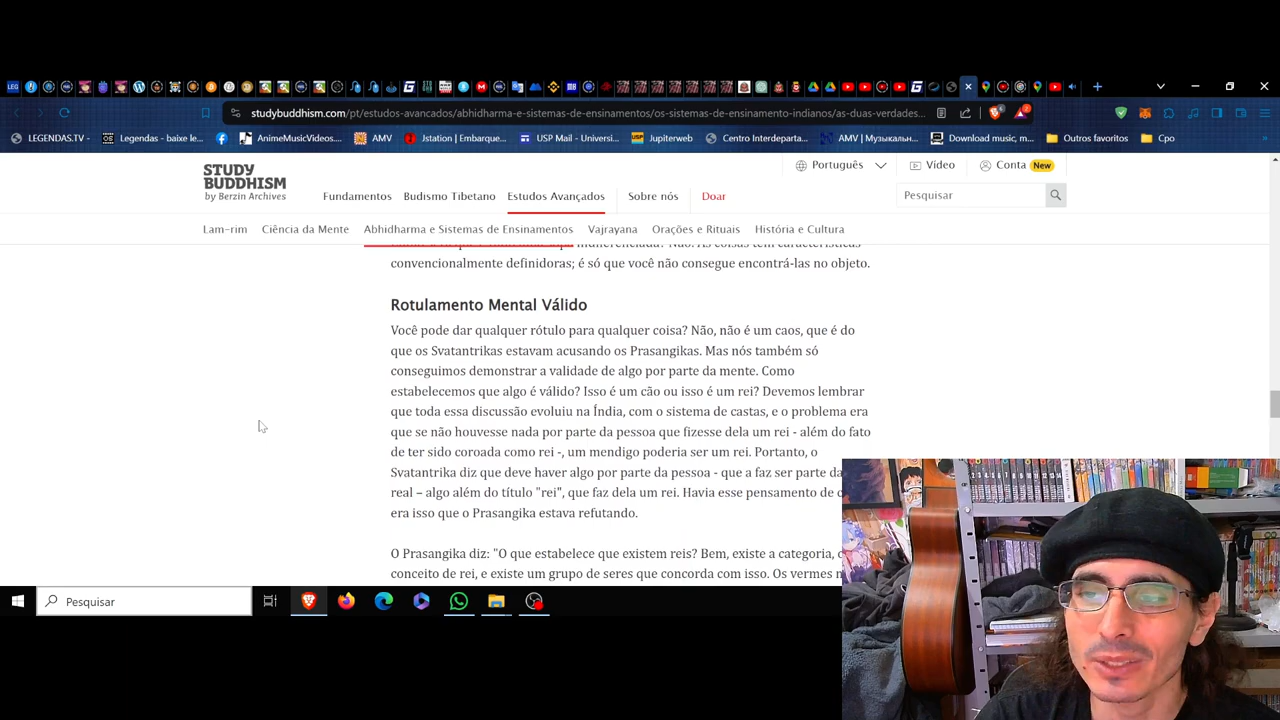 studybuddhism.com/pt/estudos-avancados/abhidharma-e-sistemas-de-ensinamentos/os-sistemas-de-ensinamento-indianos/as-duas-verdades...
LEGENDAS.TV - Legendas - baixe le... AnimeMusicVideos.... AMV Jstation | Embarcad... USP Mail - Universi... Jupiterweb Centro Interdeparta... AMV | Музыкальн... Download music, m... Outros favoritos Cpo
STUDY
BUDDHISM
by Berzin Archives
Português Vídeo Conta New
Fundamentos Budismo Tibetano Estudos Avançados Sobre nós Doar Pesquisar
Lam-rim Ciência da Mente Abhidharma e Sistemas de Ensinamentos Vajrayana Orações e Rituais História e Cultura
convencionalmente definidoras; é só que você não consegue encontrá-las no objeto.
Rotulamento Mental Válido
Você pode dar qualquer rótulo para qualquer coisa? Não, não é um caos, que é do
que os Svatantrikas estavam acusando os Prasangikas. Mas nós também só
conseguimos demonstrar a validade de algo por parte da mente. Como
estabelecemos que algo é válido? Isso é um cão ou isso é um rei? Devemos lembrar
que toda essa discussão evoluiu na Índia, com o sistema de castas, e o problema era
que se não houvesse nada por parte da pessoa que fizesse dela um rei - além do fato
de ter sido coroada como rei -, um mendigo poderia ser um rei. Portanto, o
Svatantrika diz que deve haver algo por parte da pessoa - que a faz ser parte da
real – algo além do título "rei", que faz dela um rei. Havia esse pensamento de
era isso que o Prasangika estava refutando.
O Prasangika diz: "O que estabelece que existem reis? Bem, existe a categoria,
conceito de rei, e existe um grupo de seres que concorda com isso. Os vermes
Pesquisar